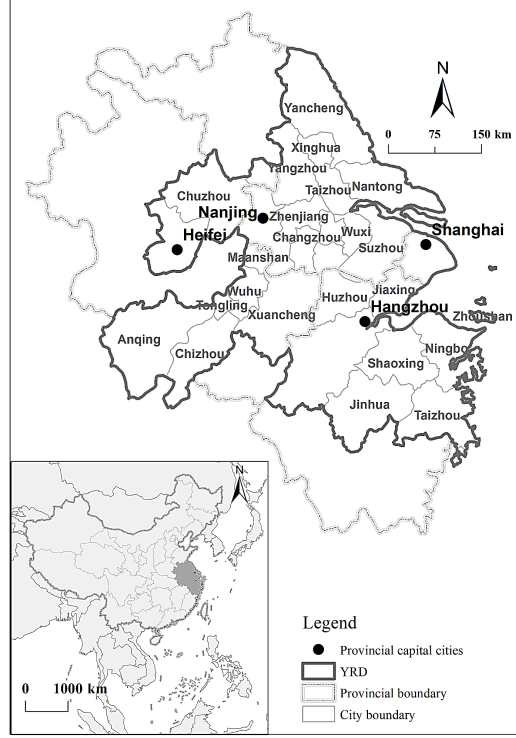 N
0 75 150 km
Yancheng
Xinghua
Yangzhou
Taizhou
Nantong
Chuzhou
Nanjing
Zhenjiang
Heifei
Changzhou
Wuxi
Shanghai
Suzhou
Maanshan
Wuhu
Tongling
Xuancheng
Huzhou
Jiaxing
Hangzhou
Zhoushan
Anqing
Chizhou
Ningbo
Shaoxing
Jinhua
Taizhou
N
0 1000 km
Legend
Provincial capital cities
YRD
Provincial boundary
City boundary